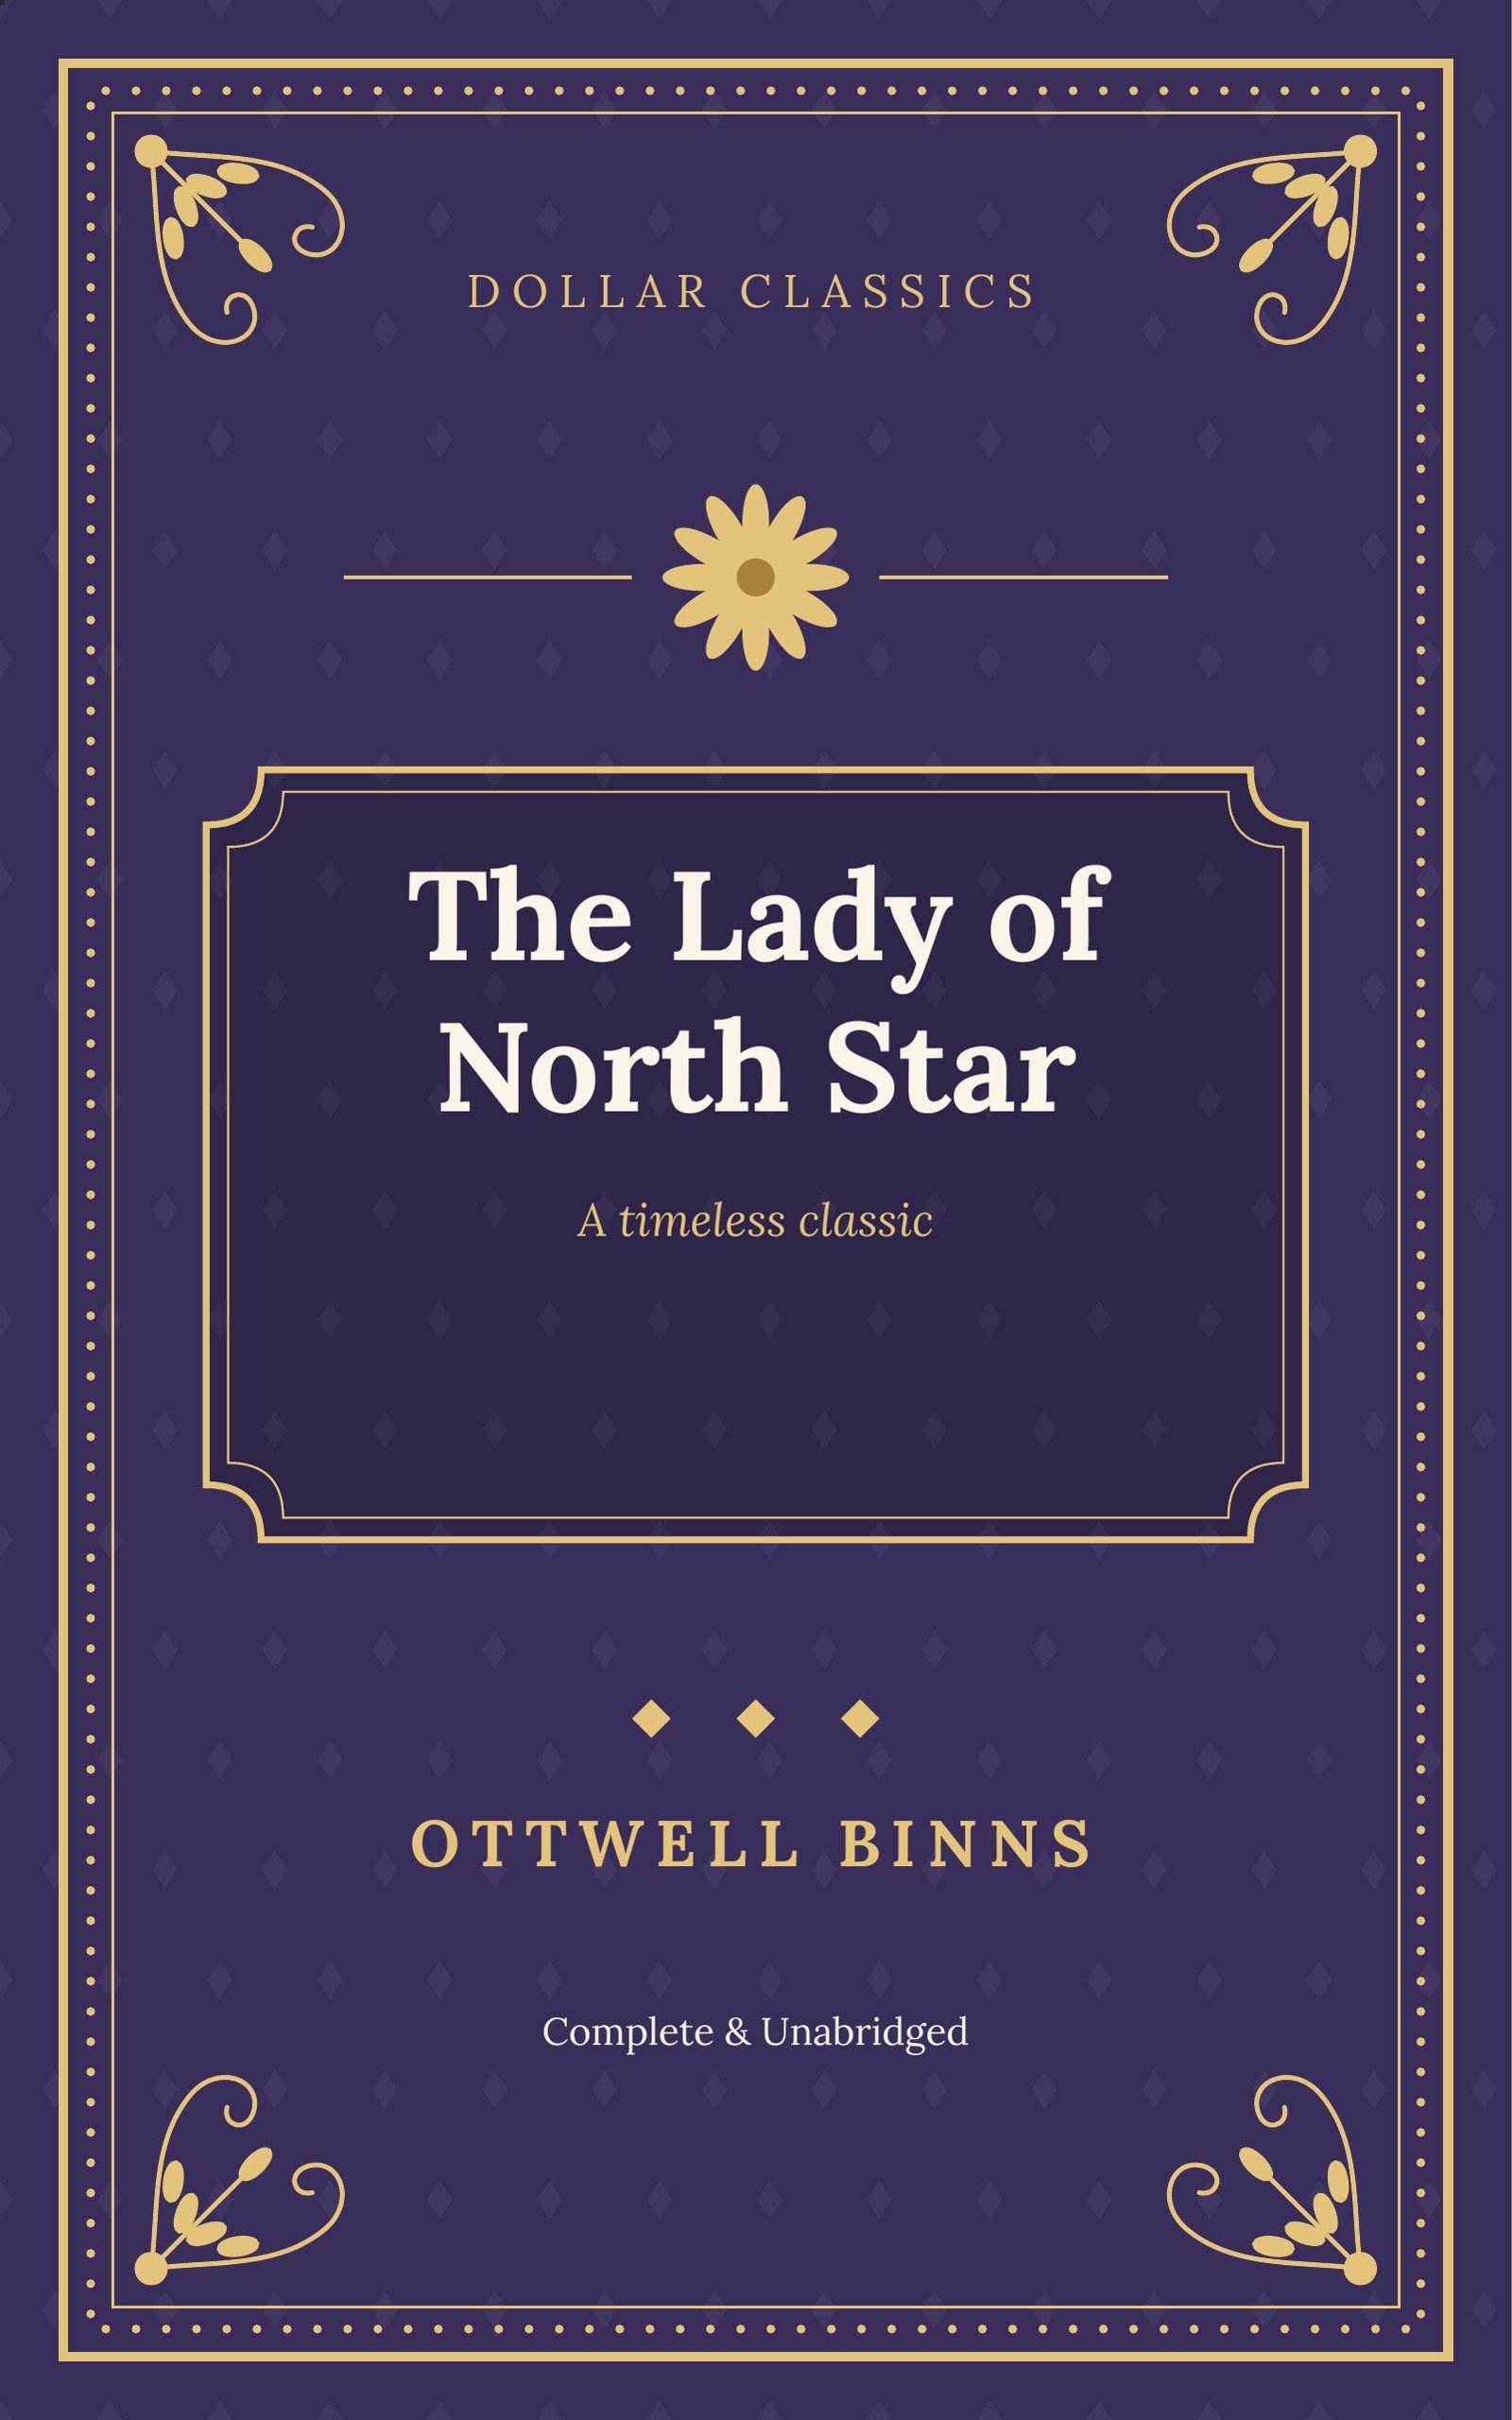 DOLLAR CLASSICS
The Lady of
North Star
A timeless classic
OTTWELL BINNS
Complete & Unabridged